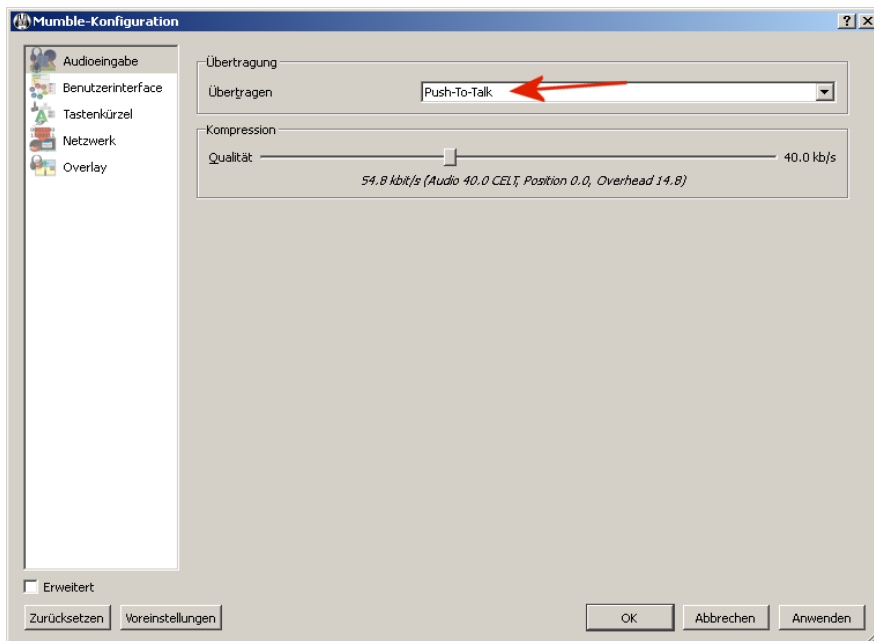 Mumble-Konfiguration
Audioeingabe
Benutzerinterface
Tastenkürzel
Netzwerk
Overlay
Übertragung
Übertragen Push-To-Talk
Kompression
Qualität 40.0 kb/s
54.8 kbit/s (Audio 40.0 CELT, Position 0.0, Overhead 14.8)
Erweitert
Zurücksetzen Voreinstellungen OK Abbrechen Anwenden